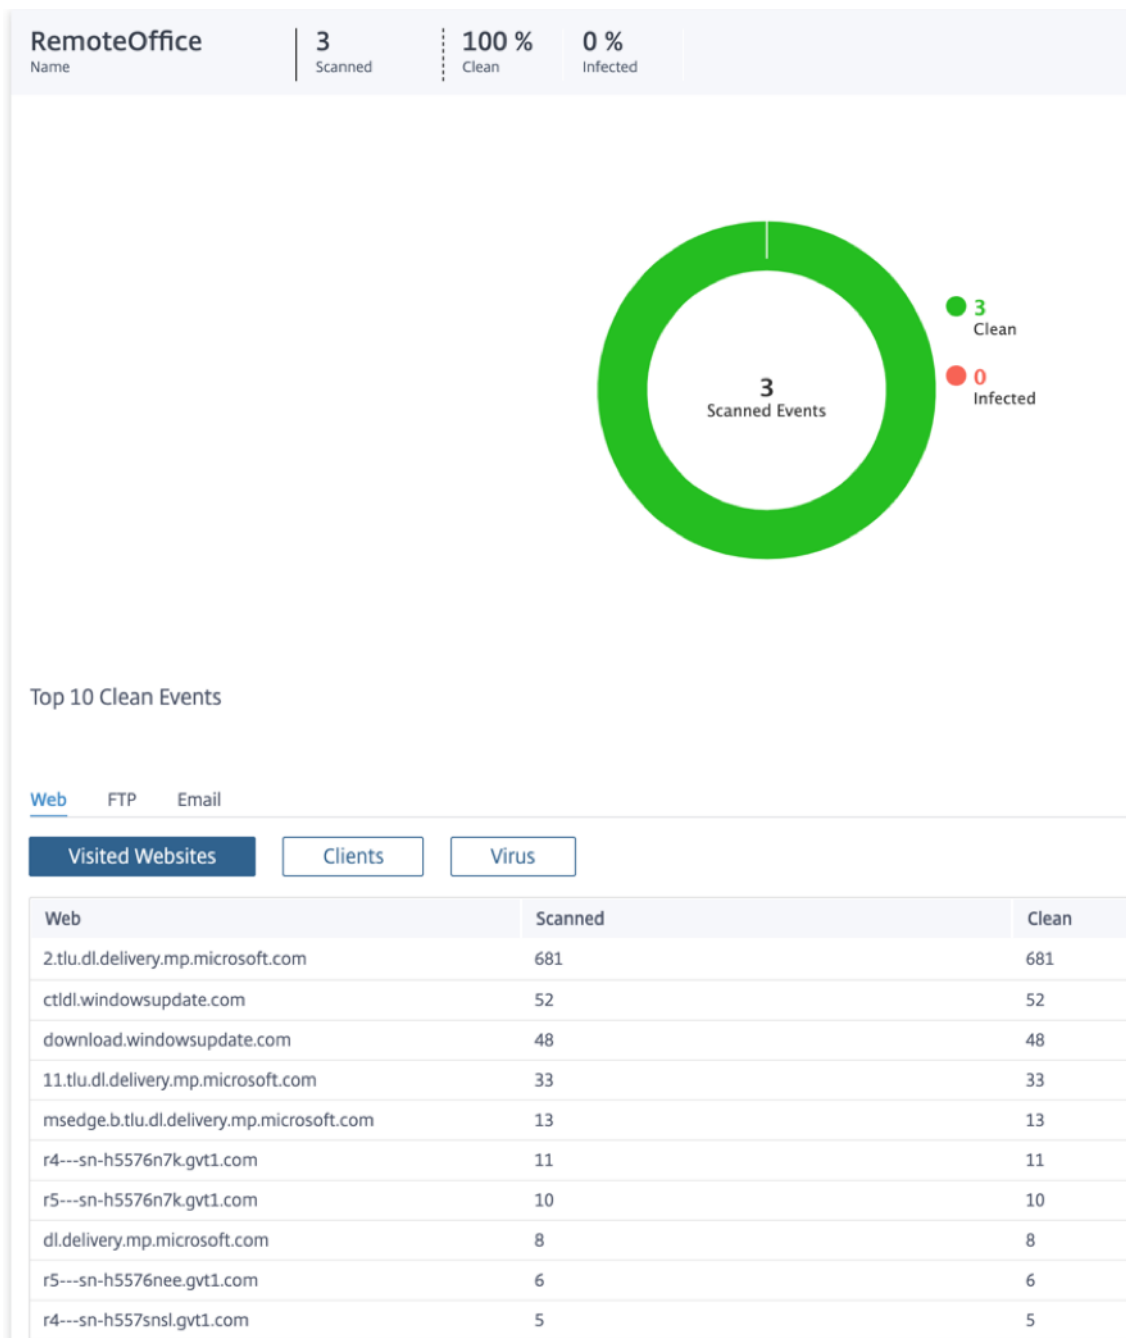 RemoteOffice 3 100 % 0 %
Name Scanned Clean Infected
3
Clean
0
Infected
3
Scanned Events
Top 10 Clean Events
Web FTP Email
Visited Websites Clients Virus
Web Scanned Clean
2.tlu.dl.delivery.mp.microsoft.com 681 681
ctldl.windowsupdate.com 52 52
download.windowsupdate.com 48 48
11.tlu.dl.delivery.mp.microsoft.com 33 33
msedge.b.tlu.dl.delivery.mp.microsoft.com 13 13
r4---sn-h5576n7k.gvt1.com 11 11
r5---sn-h5576n7k.gvt1.com 10 10
dl.delivery.mp.microsoft.com 8 8
r5---sn-h5576nee.gvt1.com 6 6
r4---sn-h557snsl.gvt1.com 5 5